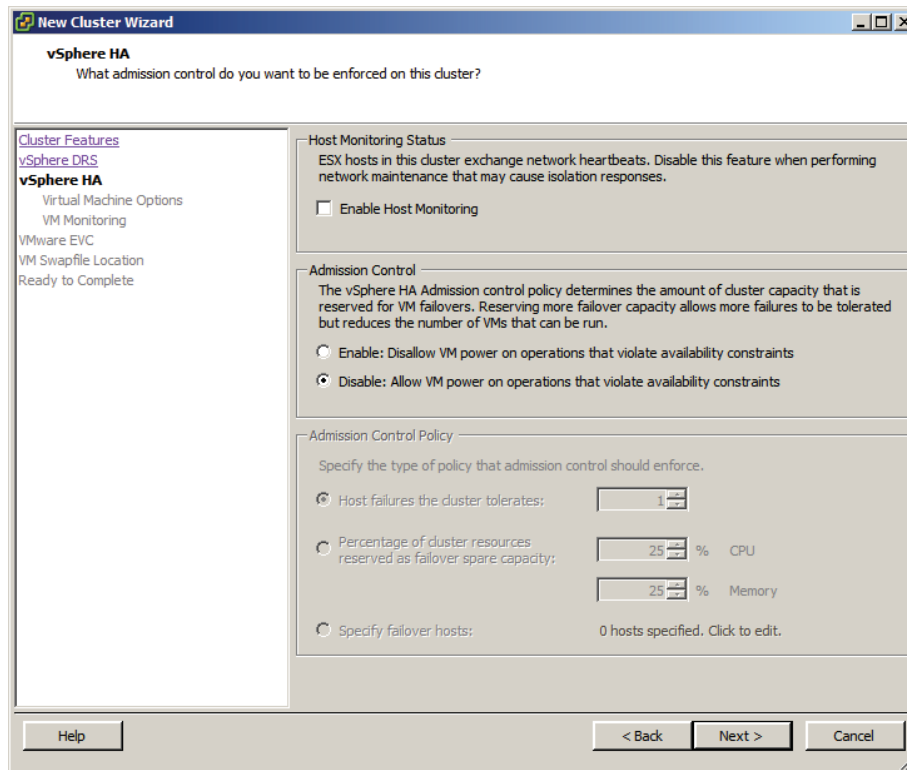 New Cluster Wizard
vSphere HA
What admission control do you want to be enforced on this cluster?
Cluster Features
vSphere DRS
vSphere HA
Virtual Machine Options
VM Monitoring
VMware EVC
VM Swapfile Location
Ready to Complete
Host Monitoring Status
ESX hosts in this cluster exchange network heartbeats. Disable this feature when performing
network maintenance that may cause isolation responses.
Enable Host Monitoring
Admission Control
The vSphere HA Admission control policy determines the amount of cluster capacity that is
reserved for VM failovers. Reserving more failover capacity allows more failures to be tolerated
but reduces the number of VMs that can be run.
Enable: Disallow VM power on operations that violate availability constraints
Disable: Allow VM power on operations that violate availability constraints
Admission Control Policy
Specify the type of policy that admission control should enforce.
Host failures the cluster tolerates: 1
Percentage of cluster resources
reserved as failover spare capacity: 25 % CPU
25 % Memory
Specify failover hosts: 0 hosts specified. Click to edit.
Help < Back Next > Cancel